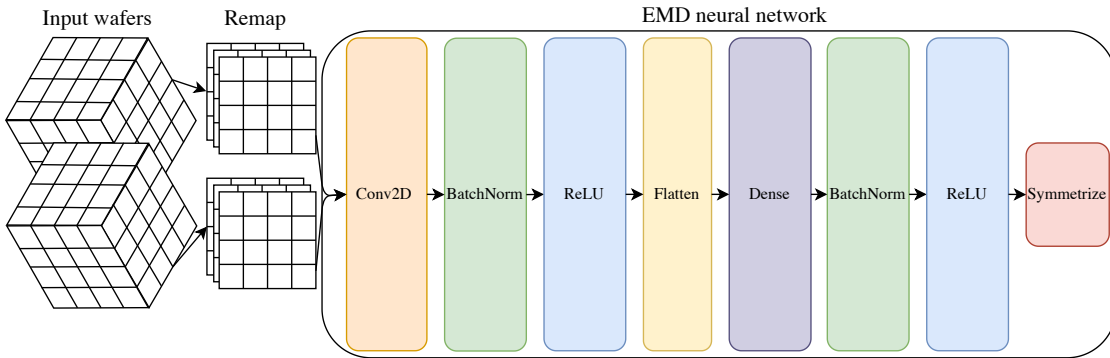 Input wafers
Remap
EMD neural network
Conv2D
BatchNorm
ReLU
Flatten
Dense
BatchNorm
ReLU
Symmetrize